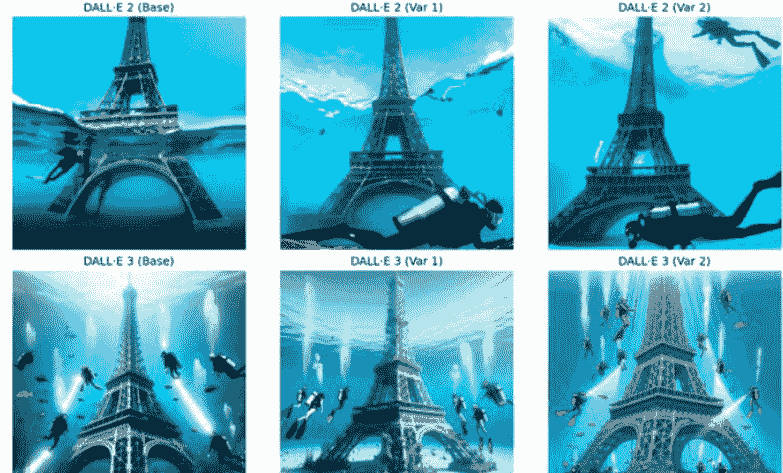 DALL·E 2 (Base)
DALL·E 2 (Var 1)
DALL·E 2 (Var 2)
DALL·E 3 (Base)
DALL·E 3 (Var 1)
DALL·E 3 (Var 2)